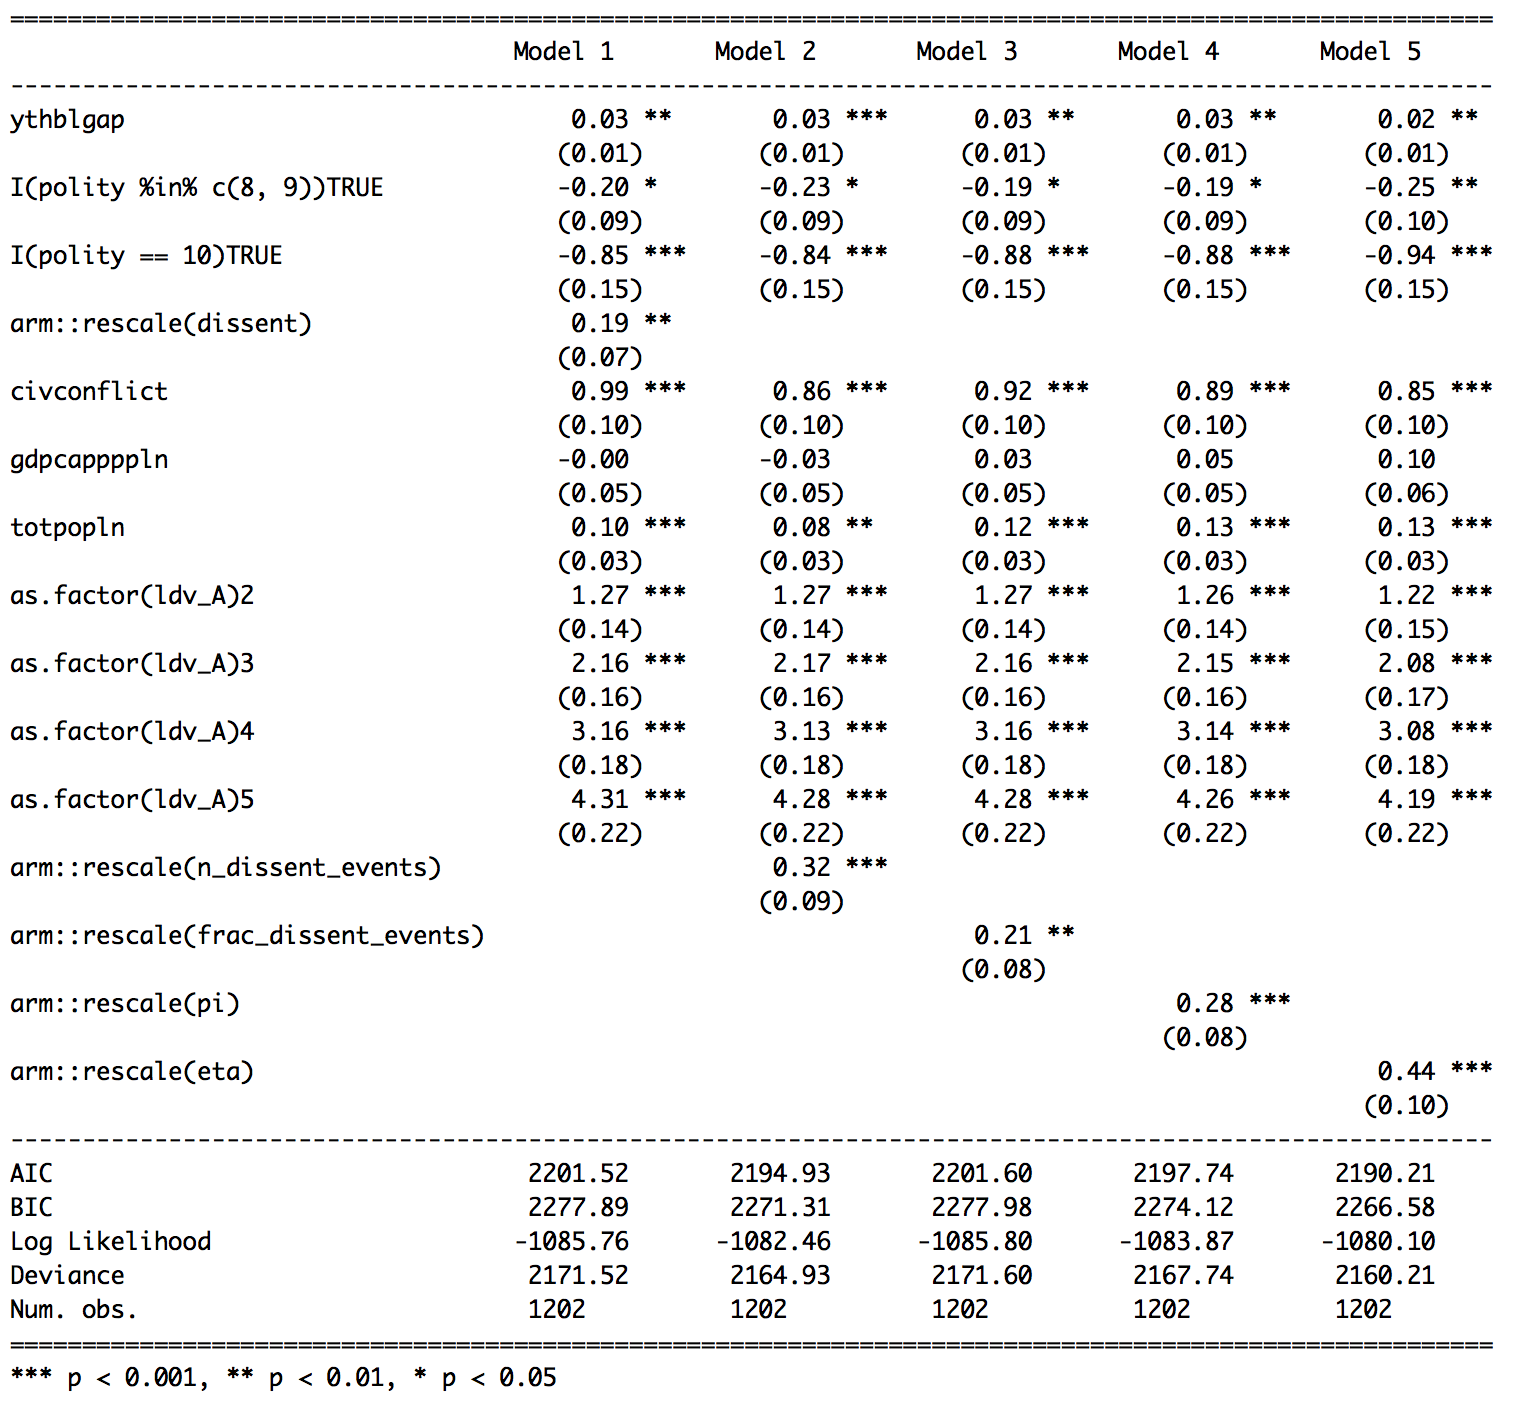 ==========================================================================================================
Model 1 Model 2 Model 3 Model 4 Model 5
----------------------------------------------------------------------------------------------------------
ythblgap 0.03 ** 0.03 *** 0.03 ** 0.03 ** 0.02 **
(0.01) (0.01) (0.01) (0.01) (0.01)
I(polity %in% c(8, 9))TRUE -0.20 * -0.23 * -0.19 * -0.19 * -0.25 **
(0.09) (0.09) (0.09) (0.09) (0.10)
I(polity == 10)TRUE -0.85 *** -0.84 *** -0.88 *** -0.88 *** -0.94 ***
(0.15) (0.15) (0.15) (0.15) (0.15)
arm::rescale(dissent) 0.19 **
(0.07)
civconflict 0.99 *** 0.86 *** 0.92 *** 0.89 *** 0.85 ***
(0.10) (0.10) (0.10) (0.10) (0.10)
gdpcappppln -0.00 -0.03 0.03 0.05 0.10
(0.05) (0.05) (0.05) (0.05) (0.06)
totpopln 0.10 *** 0.08 ** 0.12 *** 0.13 *** 0.13 ***
(0.03) (0.03) (0.03) (0.03) (0.03)
as.factor(ldv_A)2 1.27 *** 1.27 *** 1.27 *** 1.26 *** 1.22 ***
(0.14) (0.14) (0.14) (0.14) (0.15)
as.factor(ldv_A)3 2.16 *** 2.17 *** 2.16 *** 2.15 *** 2.08 ***
(0.16) (0.16) (0.16) (0.16) (0.17)
as.factor(ldv_A)4 3.16 *** 3.13 *** 3.16 *** 3.14 *** 3.08 ***
(0.18) (0.18) (0.18) (0.18) (0.18)
as.factor(ldv_A)5 4.31 *** 4.28 *** 4.28 *** 4.26 *** 4.19 ***
(0.22) (0.22) (0.22) (0.22) (0.22)
arm::rescale(n_dissent_events) 0.32 ***
(0.09)
arm::rescale(frac_dissent_events) 0.21 **
(0.08)
arm::rescale(pi) 0.28 ***
(0.08)
arm::rescale(eta) 0.44 ***
(0.10)
----------------------------------------------------------------------------------------------------------
AIC 2201.52 2194.93 2201.60 2197.74 2190.21
BIC 2277.89 2271.31 2277.98 2274.12 2266.58
Log Likelihood -1085.76 -1082.46 -1085.80 -1083.87 -1080.10
Deviance 2171.52 2164.93 2171.60 2167.74 2160.21
Num. obs. 1202 1202 1202 1202 1202
==========================================================================================================
*** p < 0.001, ** p < 0.01, * p < 0.05